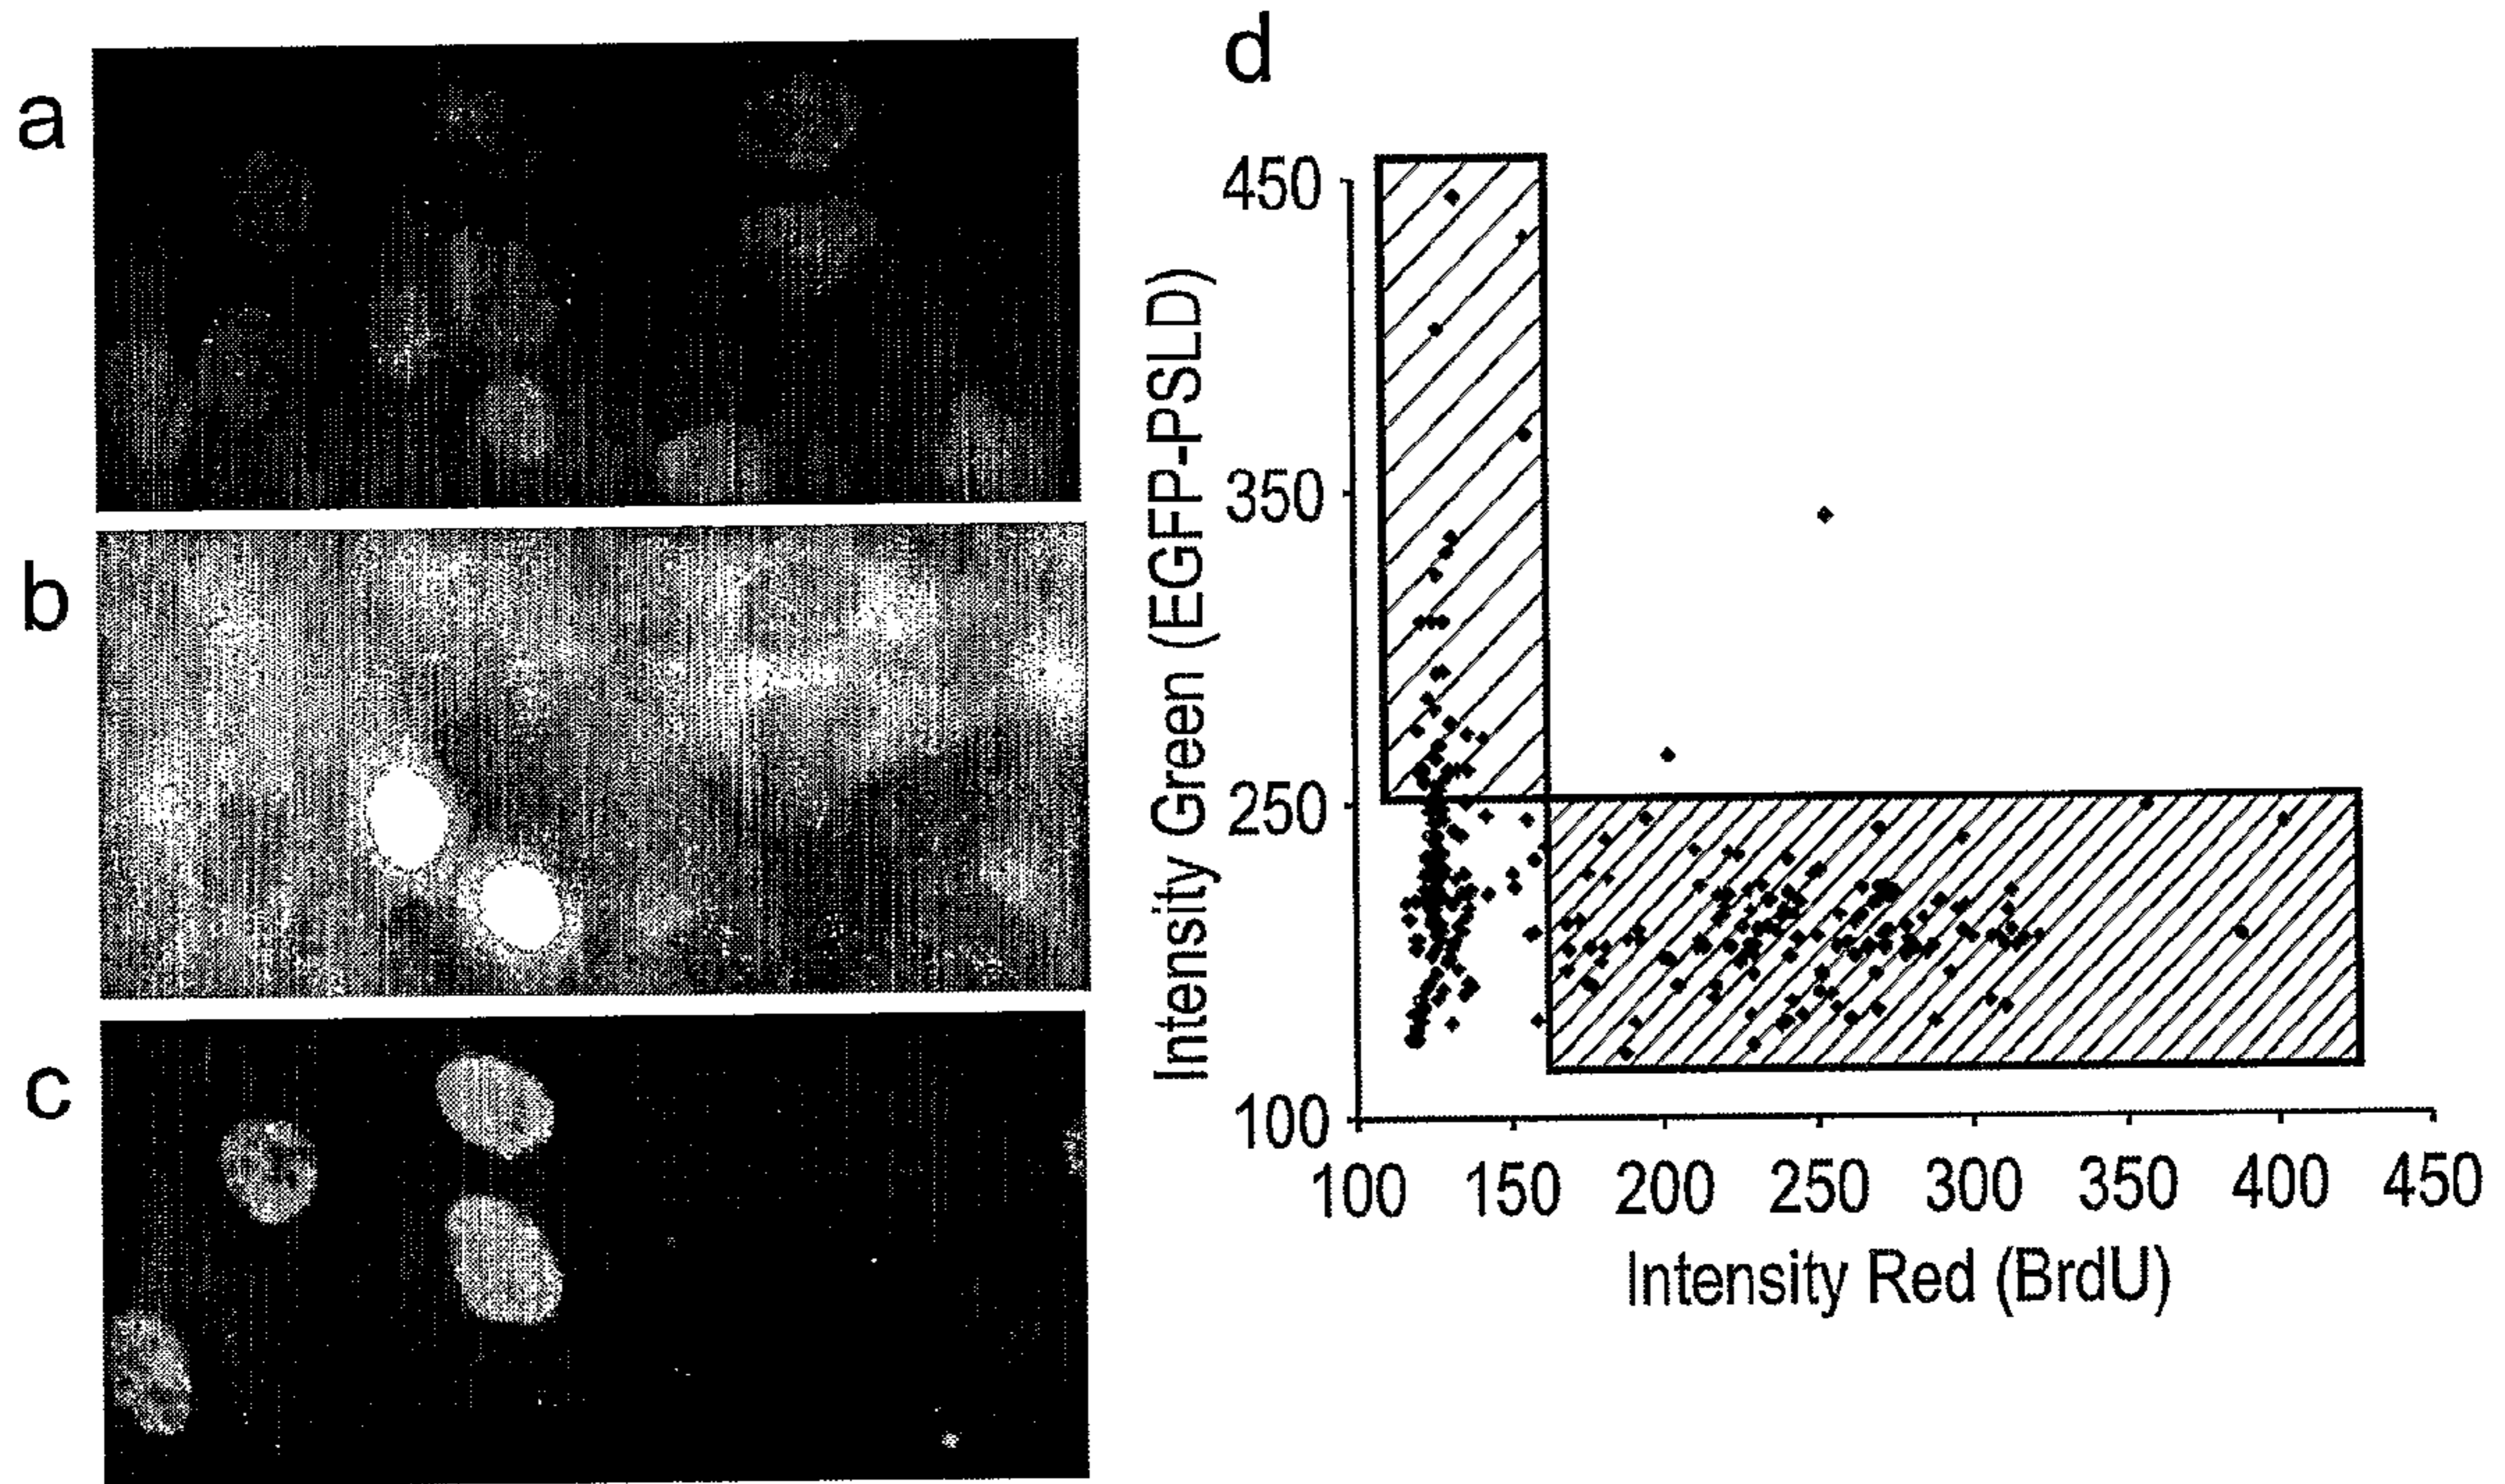 a
b
c
d
Intensity Green (EGFP-PSLD)
450
350
250
100
100 150 200 250 300 350 400 450
Intensity Red (BrdU)